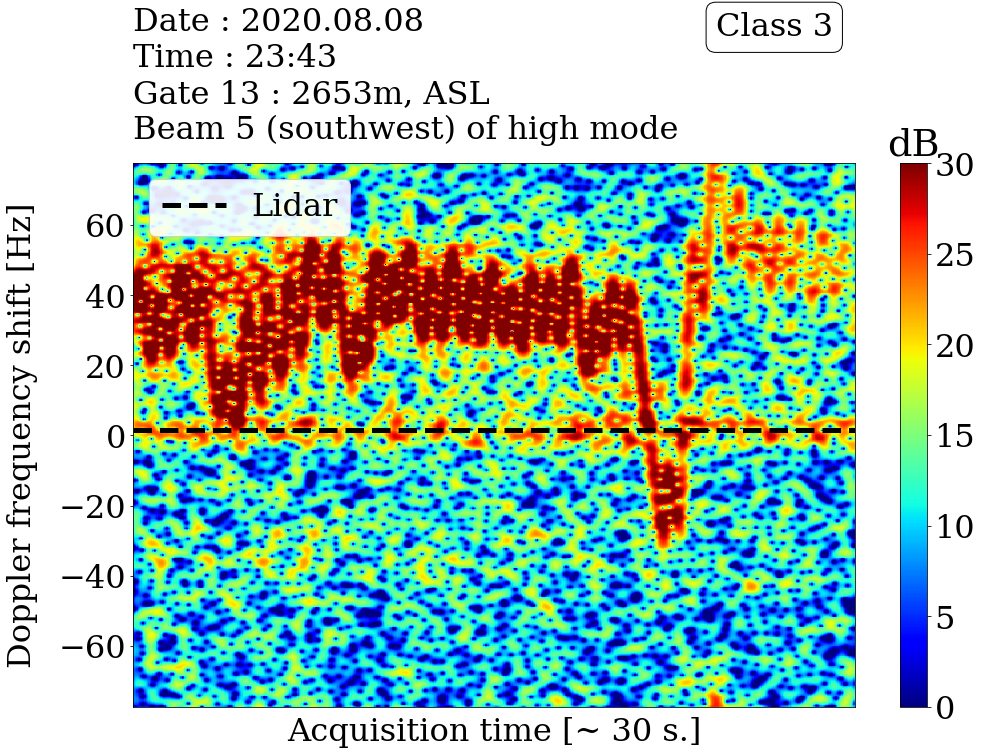 Date : 2020.08.08
Time : 23:43
Gate 13 : 2653m, ASL
Beam 5 (southwest) of high mode
Class 3
dB
Lidar
Doppler frequency shift [Hz]
60
40
20
0
−20
−40
−60
30
25
20
15
10
5
0
Acquisition time [~ 30 s.]